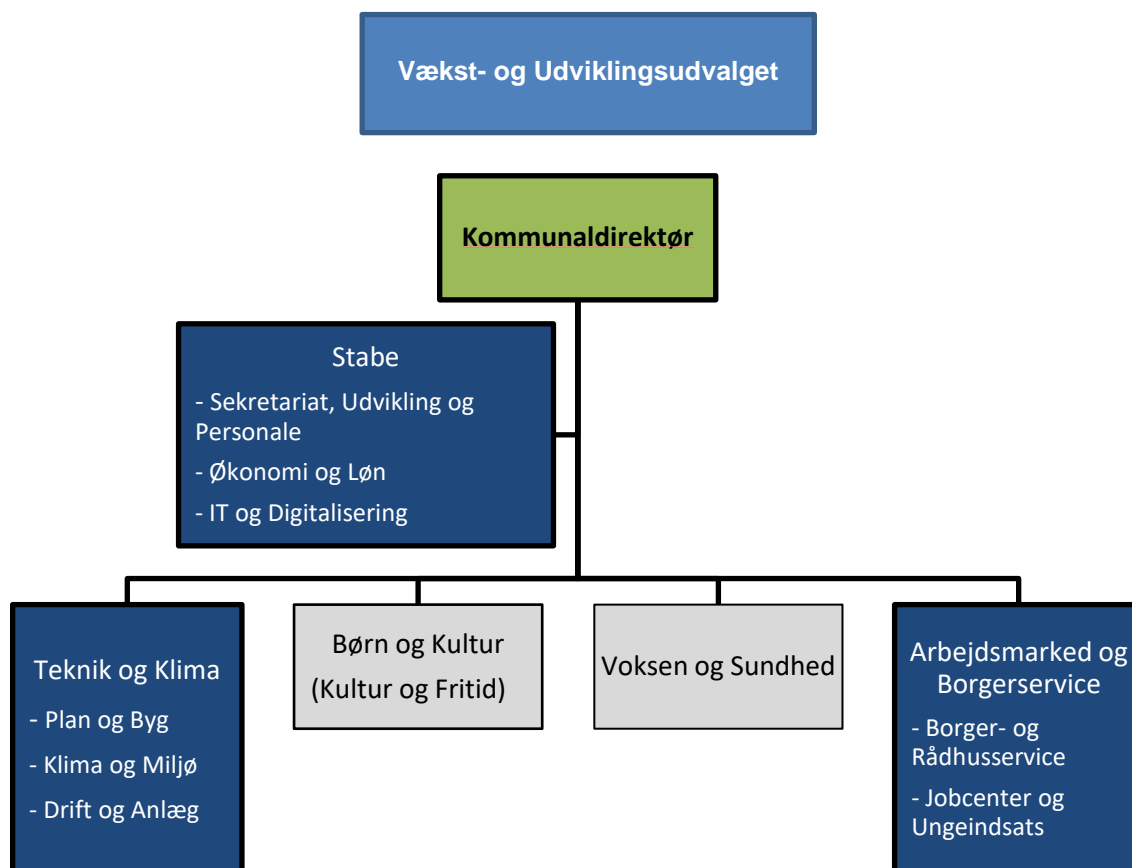 Vækst- og Udviklingsudvalget
Kommunaldirektør
Stabe
- Sekretariat, Udvikling og
Personale
- Økonomi og Løn
- IT og Digitalisering
Teknik og Klima
- Plan og Byg
- Klima og Miljø
- Drift og Anlæg
Børn og Kultur
(Kultur og Fritid)
Voksen og Sundhed
Arbejdsmarked og
Borgerservice
- Borger- og
Rådhusservice
- Jobcenter og
Ungeindsats